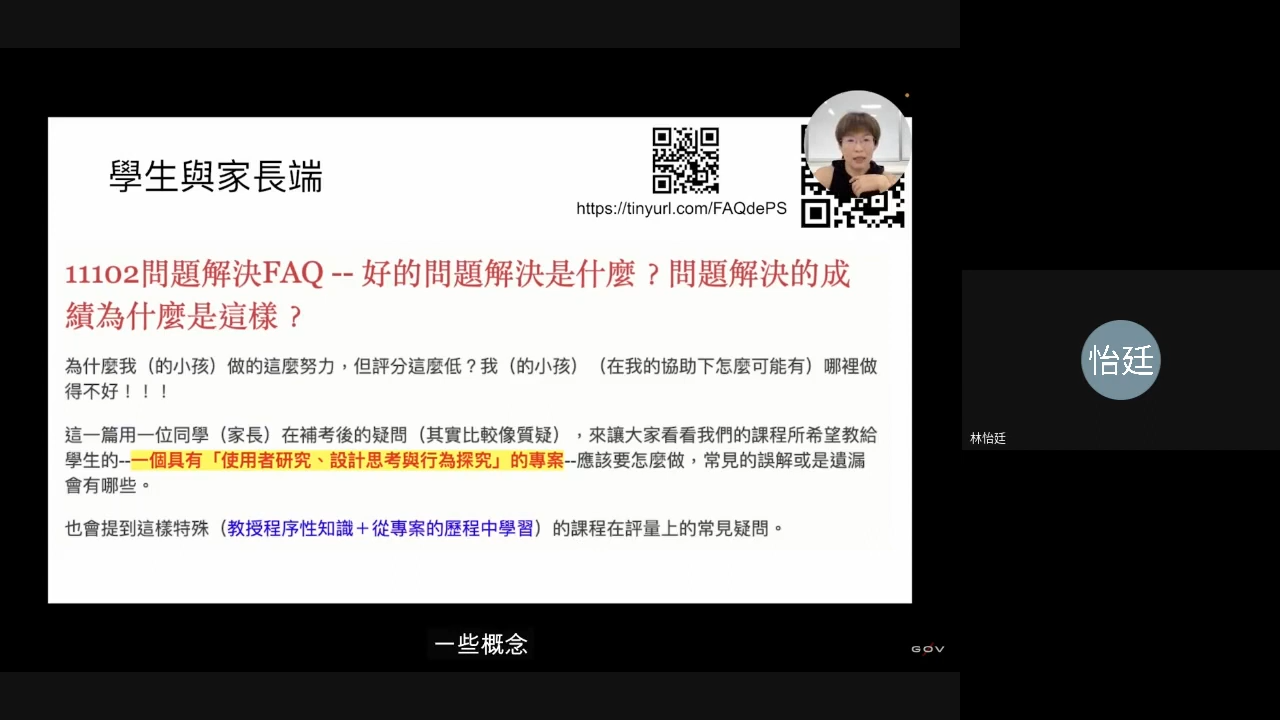 學生與家長端
https://tinyurl.com/FAQdePS
11102問題解決FAQ -- 好的問題解決是什麼？問題解決的成
績為什麼是這樣？
為什麼我（的小孩）做的這麼努力，但評分這麼低？我（的小孩）（在我的協助下怎麼可能有）哪裡做
得不好！！！
這一篇用一位同學（家長）在補考後的疑問（其實比較像質疑），來讓大家看看我們的課程所希望教給
學生的--一個具有「使用者研究、設計思考與行為探究」的專案--應該要怎麼做，常見的誤解或是遺漏
會有哪些。
也會提到這樣特殊（教授程序性知識＋從專案的歷程中學習）的課程在評量上的常見疑問。
一些概念
GOV
怡廷
林怡廷